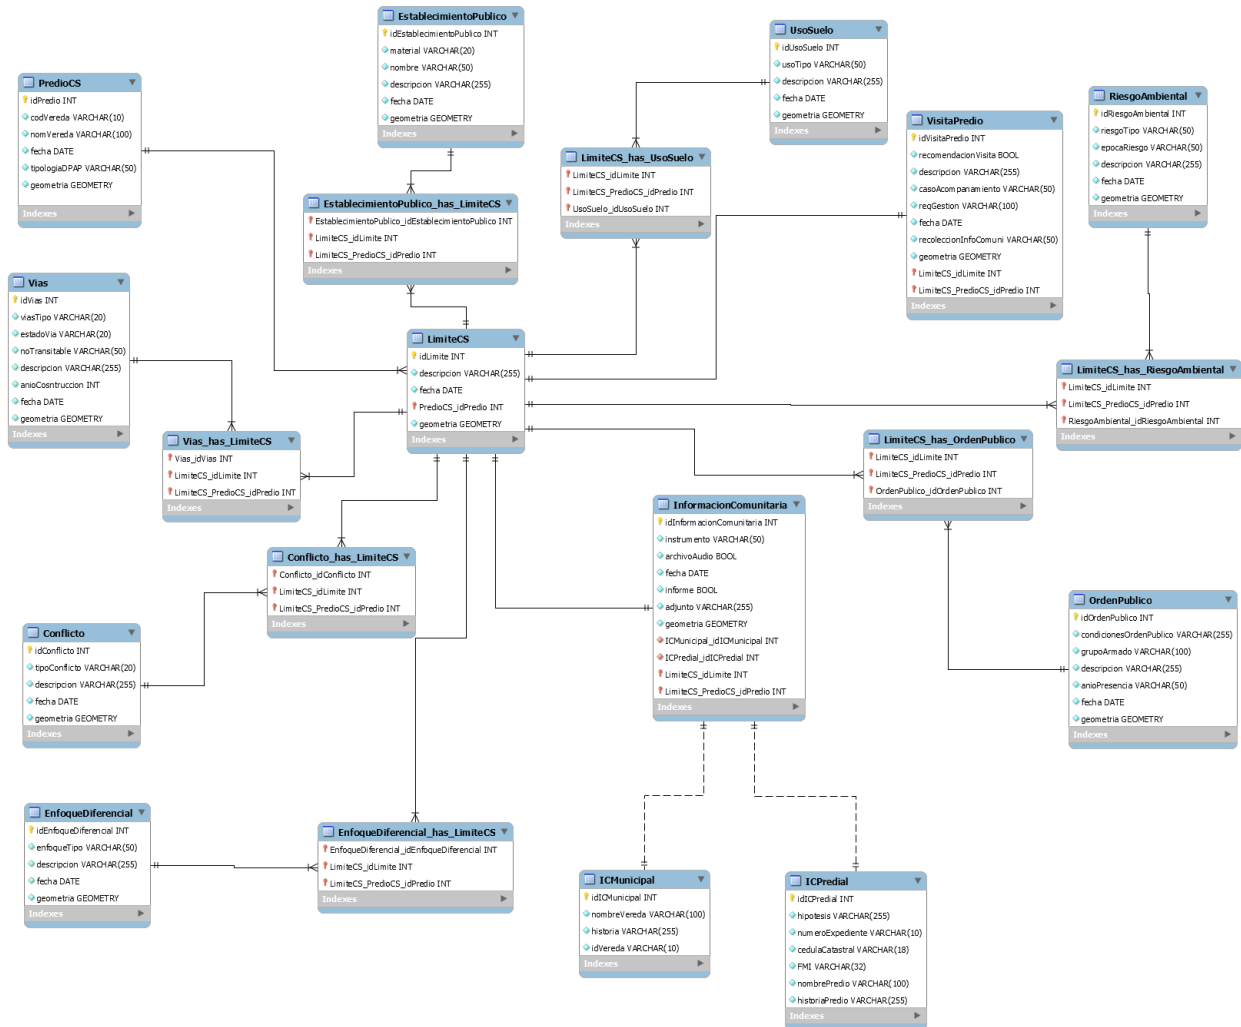 EstablecimientoPublico
idEstablecimientoPublico INT
material VARCHAR(20)
nombre VARCHAR(50)
descripcion VARCHAR(255)
fecha DATE
geometria GEOMETRY
Indexes
UsoSuelo
idUsoSuelo INT
usoTipo VARCHAR(50)
descripcion VARCHAR(255)
fecha DATE
geometria GEOMETRY
Indexes
PredioCS
idPredio INT
codVereda VARCHAR(10)
nomVereda VARCHAR(100)
fecha DATE
tipologiaDPAP VARCHAR(50)
geometria GEOMETRY
Indexes
RiesgoAmbiental
idRiesgoAmbiental INT
riesgoTipo VARCHAR(50)
epocaRiesgo VARCHAR(50)
descripcion VARCHAR(255)
fecha DATE
geometria GEOMETRY
Indexes
VisitaPredio
idVisitaPredio INT
recomendacionVisita BOOL
descripcion VARCHAR(255)
casoAcompanamiento VARCHAR(50)
reqGestion VARCHAR(100)
fecha DATE
recoleccionInfoComuni VARCHAR(50)
geometria GEOMETRY
LimiteCS_idLimite INT
LimiteCS_PredioCS_idPredio INT
Indexes
LimiteCS_has_UsoSuelo
LimiteCS_idLimite INT
LimiteCS_PredioCS_idPredio INT
UsoSuelo_idUsoSuelo INT
Indexes
EstablecimientoPublico_has_LimiteCS
EstablecimientoPublico_idEstablecimientoPublico INT
LimiteCS_idLimite INT
LimiteCS_PredioCS_idPredio INT
Indexes
Vias
idVias INT
viasTipo VARCHAR(20)
estadoVia VARCHAR(20)
noTransitable VARCHAR(50)
descripcion VARCHAR(255)
anioCosntruccion INT
fecha DATE
geometria GEOMETRY
Indexes
LimiteCS
idLimite INT
descripcion VARCHAR(255)
fecha DATE
PredioCS_idPredio INT
geometria GEOMETRY
Indexes
LimiteCS_has_RiesgoAmbiental
LimiteCS_idLimite INT
LimiteCS_PredioCS_idPredio INT
RiesgoAmbiental_idRiesgoAmbiental INT
Indexes
Vias_has_LimiteCS
Vias_idVias INT
LimiteCS_idLimite INT
LimiteCS_PredioCS_idPredio INT
Indexes
LimiteCS_has_OrdenPublico
LimiteCS_idLimite INT
LimiteCS_PredioCS_idPredio INT
OrdenPublico_idOrdenPublico INT
Indexes
InformacionComunitaria
idInformacionComunitaria INT
instrumento VARCHAR(50)
archivoAudio BOOL
fecha DATE
informe BOOL
adjunto VARCHAR(255)
geometria GEOMETRY
ICMunicipal_idICMunicipal INT
ICPredial_idICPredial INT
LimiteCS_idLimite INT
LimiteCS_PredioCS_idPredio INT
Indexes
Conflicto_has_LimiteCS
Conflicto_idConflicto INT
LimiteCS_idLimite INT
LimiteCS_PredioCS_idPredio INT
Indexes
OrdenPublico
idOrdenPublico INT
condicionesOrdenPublico VARCHAR(255)
grupoArmado VARCHAR(100)
descripcion VARCHAR(255)
anioPresencia VARCHAR(50)
fecha DATE
geometria GEOMETRY
Indexes
Conflicto
idConflicto INT
tipoConflicto VARCHAR(20)
descripcion VARCHAR(255)
fecha DATE
geometria GEOMETRY
Indexes
EnfoqueDiferencial
idEnfoqueDiferencial INT
enfoqueTipo VARCHAR(50)
descripcion VARCHAR(255)
fecha DATE
geometria GEOMETRY
Indexes
EnfoqueDiferencial_has_LimiteCS
EnfoqueDiferencial_idEnfoqueDiferencial INT
LimiteCS_idLimite INT
LimiteCS_PredioCS_idPredio INT
Indexes
ICMunicipal
idICMunicipal INT
nombreVereda VARCHAR(100)
historia VARCHAR(255)
idVereda VARCHAR(10)
Indexes
ICPredial
idICPredial INT
hipotesis VARCHAR(255)
numeroExpediente VARCHAR(10)
cedulaCatastral VARCHAR(18)
FMI VARCHAR(32)
nombrePredio VARCHAR(100)
historiaPredio VARCHAR(255)
Indexes